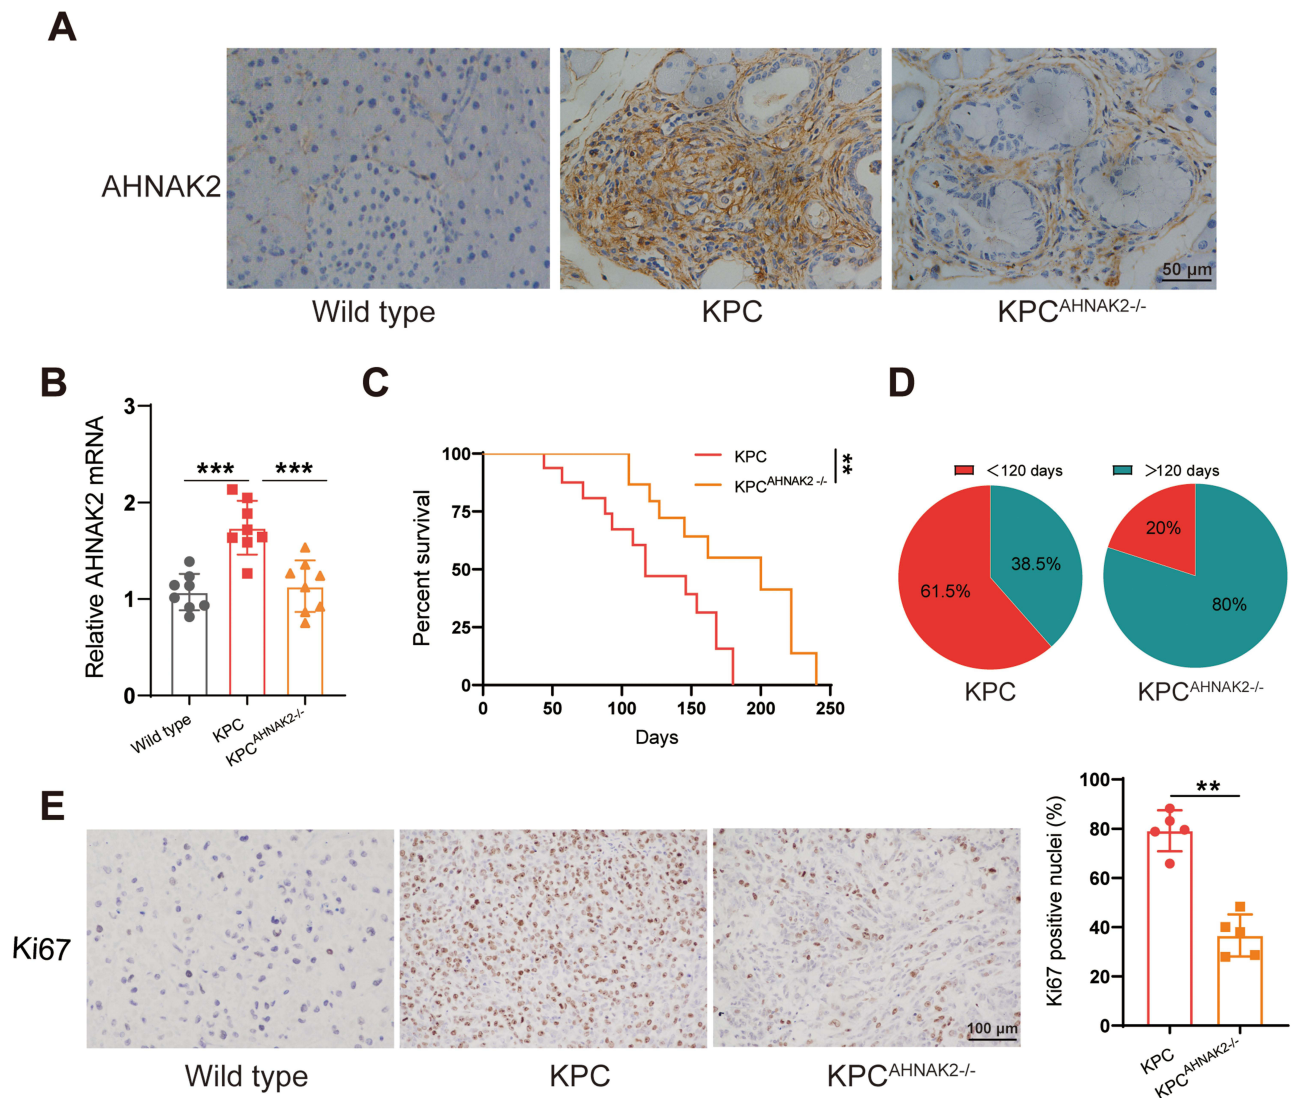 A
AHNAK2
50 μm
Wild type
KPC
KPCAHNAK2-/-
B
Relative AHNAK2 mRNA
3
2
1
0
***
***
Wild type
KPC
KPCAHNAK2-/-
C
Percent survival
100
75
50
25
0
0
50
100
150
200
250
Days
KPC
KPCAHNAK2 -/-
**
D
<120 days
>120 days
61.5%
38.5%
20%
80%
KPC
KPCAHNAK2-/-
E
Ki67
100 μm
Wild type
KPC
KPCAHNAK2-/-
Ki67 positive nuclei (%)
100
80
60
40
20
0
**
KPC
KPCAHNAK2-/-